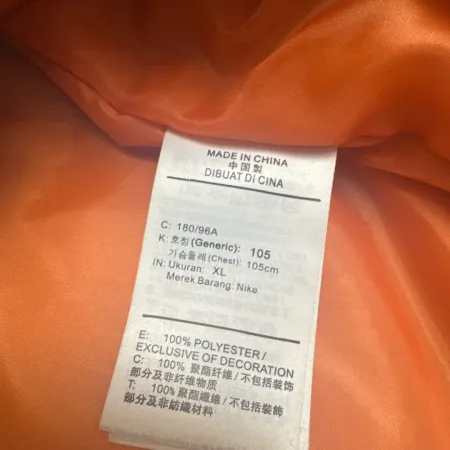 MADE IN CHINA
中国製
DIBUAT DI CINA
C: 180/96A
K: 호칭(Generic): 105
가슴둘레(Chest): 105cm
IN: Ukuran: XL
Merek Barang: Nike
E: 100% POLYESTER /
EXCLUSIVE OF DECORATION
C: 100% 聚酯纤维 / 不包括装饰
部分及非纤维物质
T: 100% 聚酯纖維 / 不包括裝飾
部分及非紡織材料